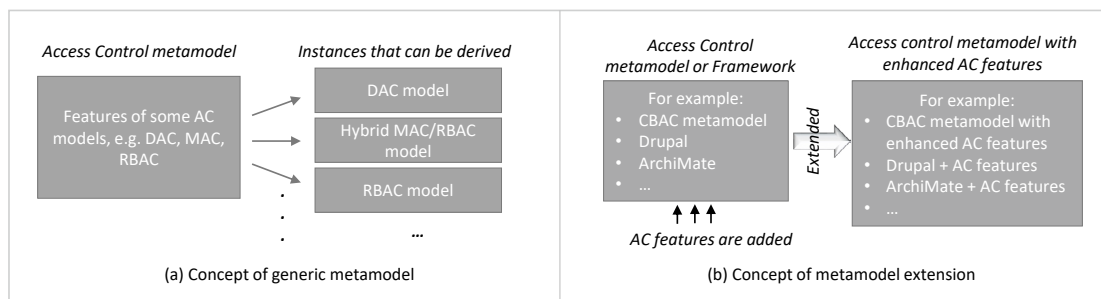 Access Control metamodel
Features of some AC
models, e.g. DAC, MAC,
RBAC
Instances that can be derived
DAC model
Hybrid MAC/RBAC
model
RBAC model
.
.
.
...
(a) Concept of generic metamodel
Access Control
metamodel or Framework
For example:
• CBAC metamodel
• Drupal
• ArchiMate
• ...
AC features are added
Extended
Access control metamodel with
enhanced AC features
For example:
• CBAC metamodel with
enhanced AC features
• Drupal + AC features
• ArchiMate + AC features
• ...
(b) Concept of metamodel extension